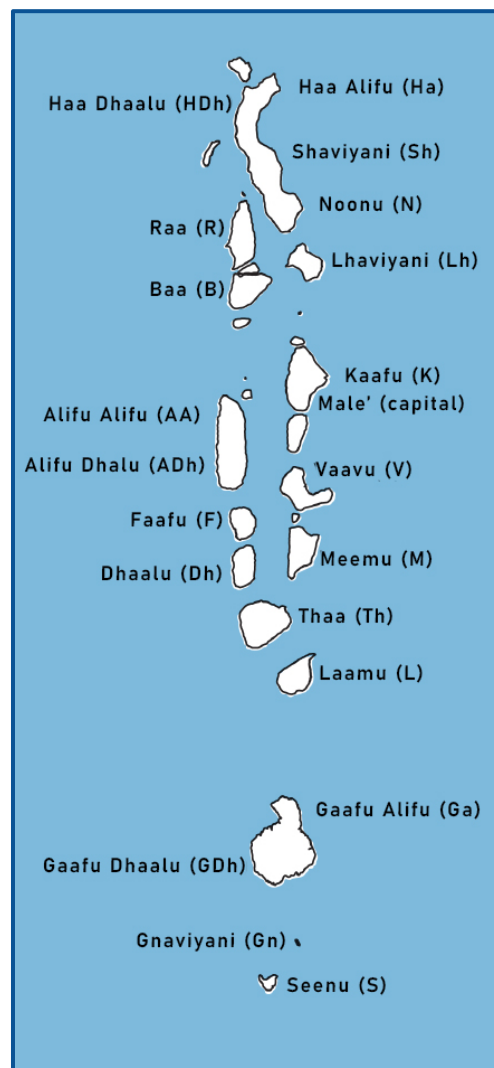 Haa Alifu (Ha)
Haa Dhaalu (HDh)
Shaviyani (Sh)
Noonu (N)
Raa (R)
Lhaviyani (Lh)
Baa (B)
Kaafu (K)
Male' (capital)
Alifu Alifu (AA)
Alifu Dhalu (ADh)
Vaavu (V)
Faafu (F)
Meemu (M)
Dhaalu (Dh)
Thaa (Th)
Laamu (L)
Gaafu Alifu (Ga)
Gaafu Dhaalu (GDh)
Gnaviyani (Gn)
Seenu (S)